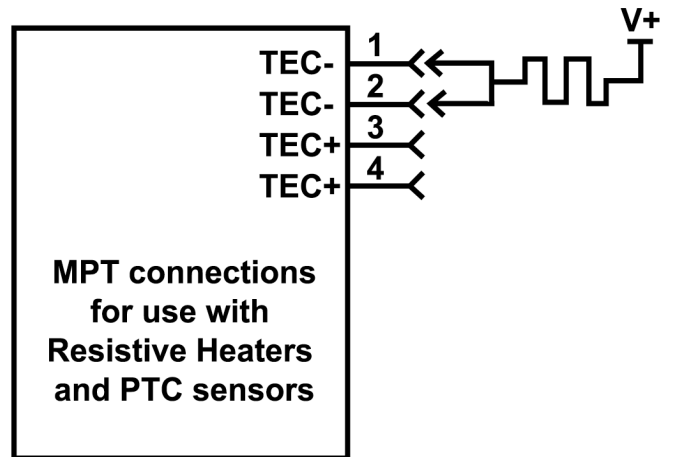 V+
TEC- 1
TEC- 2
TEC+ 3
TEC+ 4
MPT connections
for use with
Resistive Heaters
and PTC sensors